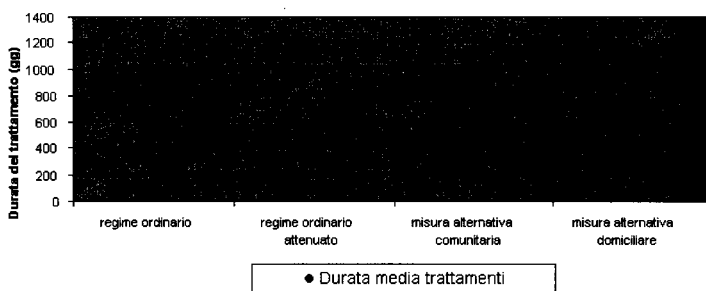 Durata del trattamento (gg)
1400
1200
1000
800
600
400
200
0
regime ordinario
regime ordinario
attenuato
misura alternativa
comunitaria
misura alternativa
domiciliare
● Durata media trattamenti